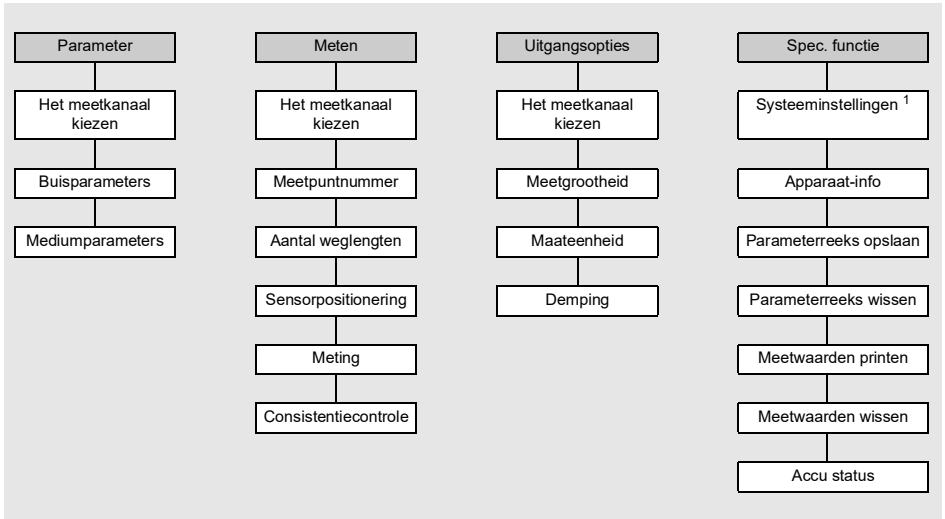 Parameter
Het meetkanaal
kiezen
Buisparameters
Mediumparameters
Meten
Het meetkanaal
kiezen
Meetpuntnummer
Aantal weglengten
Sensorpositionering
Meting
Consistentiecontrole
Uitgangsopties
Het meetkanaal
kiezen
Meetgrootheid
Maateenheid
Demping
Spec. functie
Systeeminstellingen 1
Apparaat-info
Parameterreeks opslaan
Parameterreeks wissen
Meetwaarden printen
Meetwaarden wissen
Accu status